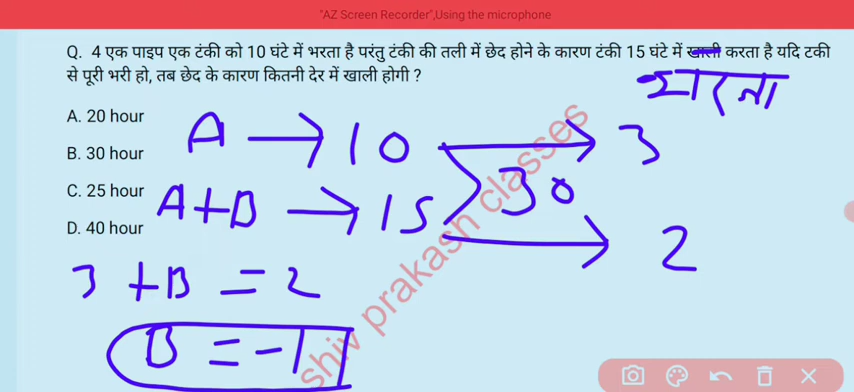 "AZ Screen Recorder",Using the microphone
Q. 4 एक पाइप एक टंकी को 10 घंटे में भरता है परंतु टंकी की तली में छेद होने के कारण टंकी 15 घंटे में खाली करता है यदि टकी
से पूरी भरी हो, तब छेद के कारण कितनी देर में खाली होगी ?
भरता
A. 20 hour
B. 30 hour
C. 25 hour
D. 40 hour
A → 10 → 3
30
A+B → 15 → 2
3 + B = 2
B = -1
shiv prakash classes